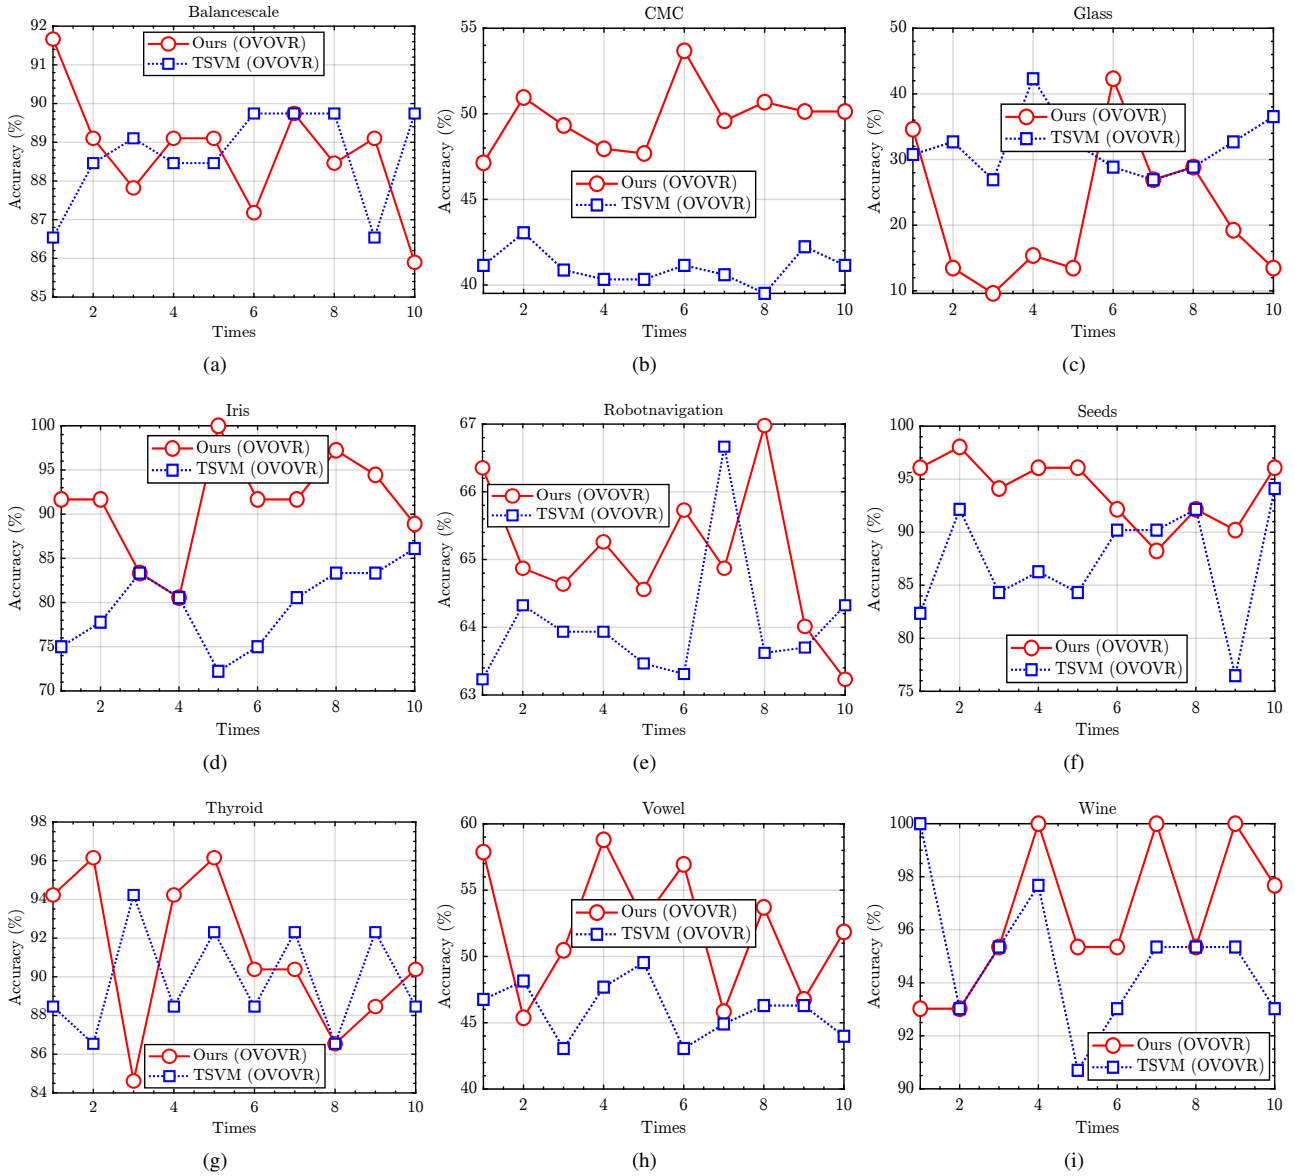 Balancescale
92
91
90
89
88
87
86
85
Accuracy (%)
Ours (OVOVR)
TSVM (OVOVR)
2 4 6 8 10
Times
(a)
CMC
55
50
45
40
Accuracy (%)
Ours (OVOVR)
TSVM (OVOVR)
2 4 6 8 10
Times
(b)
Glass
50
40
30
20
10
Accuracy (%)
Ours (OVOVR)
TSVM (OVOVR)
2 4 6 8 10
Times
(c)
Iris
100
95
90
85
80
75
70
Accuracy (%)
Ours (OVOVR)
TSVM (OVOVR)
2 4 6 8 10
Times
(d)
Robotnavigation
67
66
65
64
63
Accuracy (%)
Ours (OVOVR)
TSVM (OVOVR)
2 4 6 8 10
Times
(e)
Seeds
100
95
90
85
80
75
Accuracy (%)
Ours (OVOVR)
TSVM (OVOVR)
2 4 6 8 10
Times
(f)
Thyroid
98
96
94
92
90
88
86
84
Accuracy (%)
Ours (OVOVR)
TSVM (OVOVR)
2 4 6 8 10
Times
(g)
Vowel
60
55
50
45
40
Accuracy (%)
Ours (OVOVR)
TSVM (OVOVR)
2 4 6 8 10
Times
(h)
Wine
100
98
96
94
92
90
Accuracy (%)
Ours (OVOVR)
TSVM (OVOVR)
2 4 6 8 10
Times
(i)